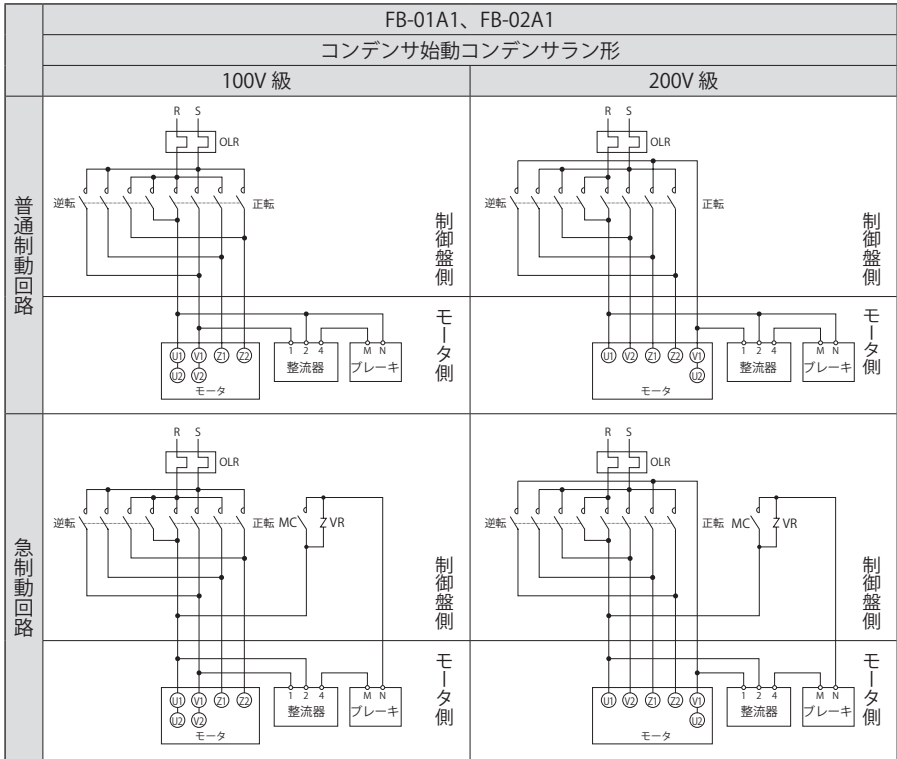 FB-01A1、FB-02A1
コンデンサ始動コンデンサラン形
100V 級
200V 級
普通制動回路
R S
OLR
逆転
正転
制御盤側
モータ側
U1 V1 Z1 Z2
U2 V2
モータ
1 2 4
整流器
M N
ブレーキ
R S
OLR
逆転
正転
制御盤側
モータ側
U1 V2 Z1 Z2 V1
U2
モータ
1 2 4
整流器
M N
ブレーキ
急制動回路
R S
OLR
逆転
正転 MC VR
制御盤側
モータ側
U1 V1 Z1 Z2
U2 V2
モータ
1 2 4
整流器
M N
ブレーキ
R S
OLR
逆転
正転 MC VR
制御盤側
モータ側
U1 V2 Z1 Z2 V1
U2
モータ
1 2 4
整流器
M N
ブレーキ